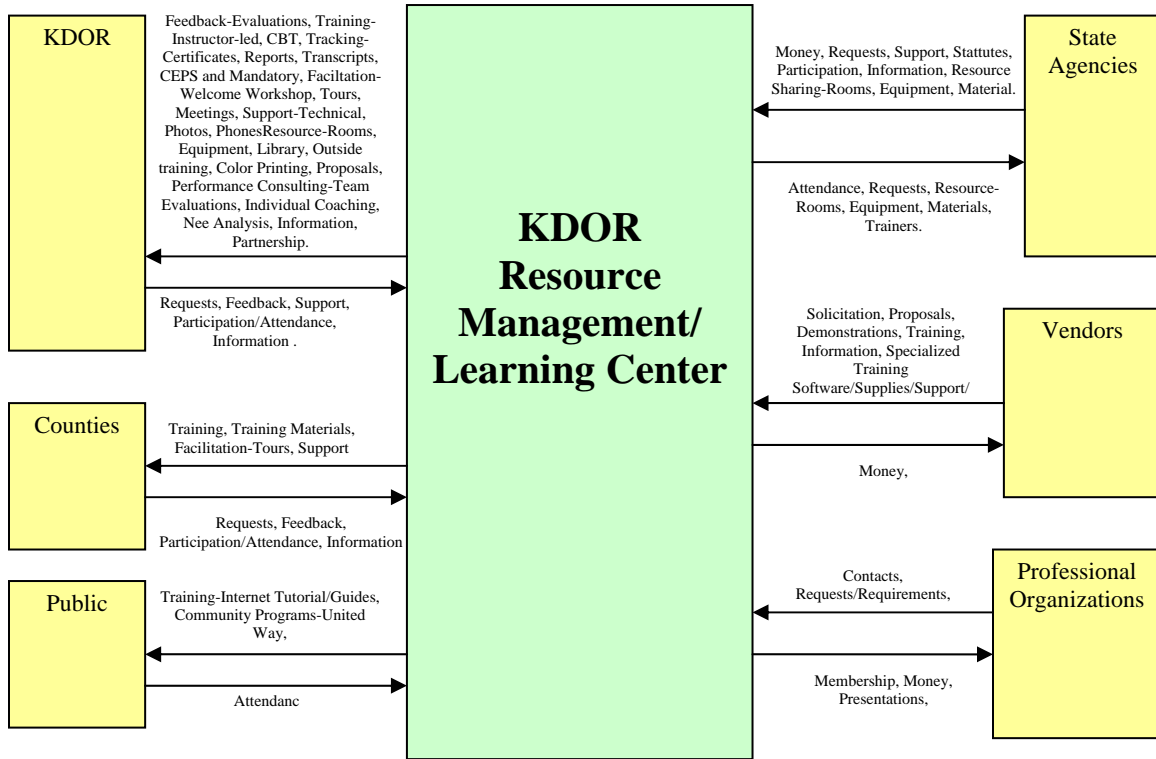 KDOR
Feedback-Evaluations, Training-
Instructor-led, CBT, Tracking-
Certificates, Reports, Transcripts,
CEPS and Mandatory, Faciltation-
Welcome Workshop, Tours,
Meetings, Support-Technical,
Photos, PhonesResource-Rooms,
Equipment, Library, Outside
training, Color Printing, Proposals,
Performance Consulting-Team
Evaluations, Individual Coaching,
Nee Analysis, Information,
Partnership.
Requests, Feedback, Support,
Participation/Attendance,
Information .
Counties
Training, Training Materials,
Facilitation-Tours, Support
Requests, Feedback,
Participation/Attendance, Information
Public
Training-Internet Tutorial/Guides,
Community Programs-United
Way,
Attendanc
KDOR
Resource
Management/
Learning Center
Money, Requests, Support, Stattutes,
Participation, Information, Resource
Sharing-Rooms, Equipment, Material.
State
Agencies
Attendance, Requests, Resource-
Rooms, Equipment, Materials,
Trainers.
Solicitation, Proposals,
Demonstrations, Training,
Information, Specialized
Training
Software/Supplies/Support/
Vendors
Money,
Contacts,
Requests/Requirements,
Professional
Organizations
Membership, Money,
Presentations,